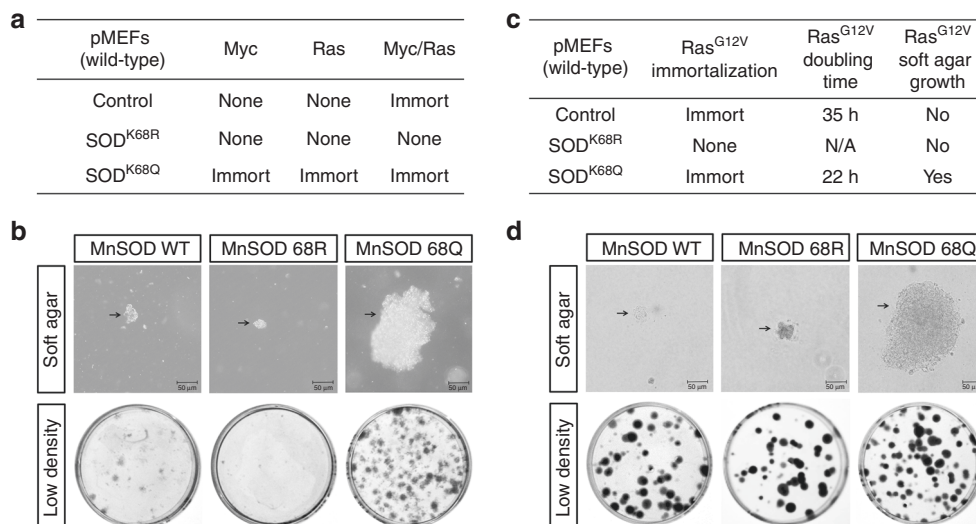 a
pMEFs (wild-type) Myc Ras Myc/Ras
Control None None Immort
SOD^K68R None None None
SOD^K68Q Immort Immort Immort
b
MnSOD WT MnSOD 68R MnSOD 68Q
Soft agar
50 µm 50 µm 50 µm
Low density
c
pMEFs (wild-type) Ras^G12V immortalization Ras^G12V doubling time Ras^G12V soft agar growth
Control Immort 35 h No
SOD^K68R None N/A No
SOD^K68Q Immort 22 h Yes
d
MnSOD WT MnSOD 68R MnSOD 68Q
Soft agar
50 µm 50 µm 50 µm
Low density